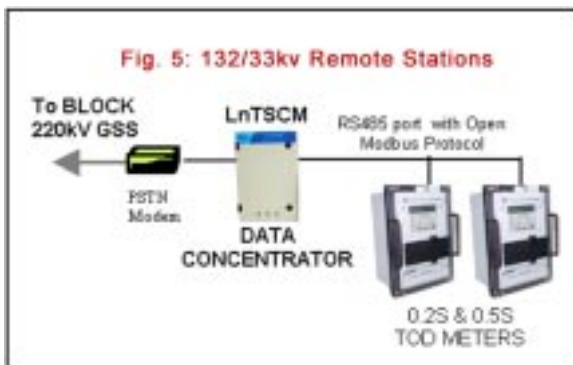 Fig. 5: 132/33kv Remote Stations
To BLOCK
220kV GSS
LnTSCM
RS485 port with Open
Modbus Protocol
PSTN
Modem
DATA
CONCENTRATOR
0.2S & 0.5S
TOD METERS